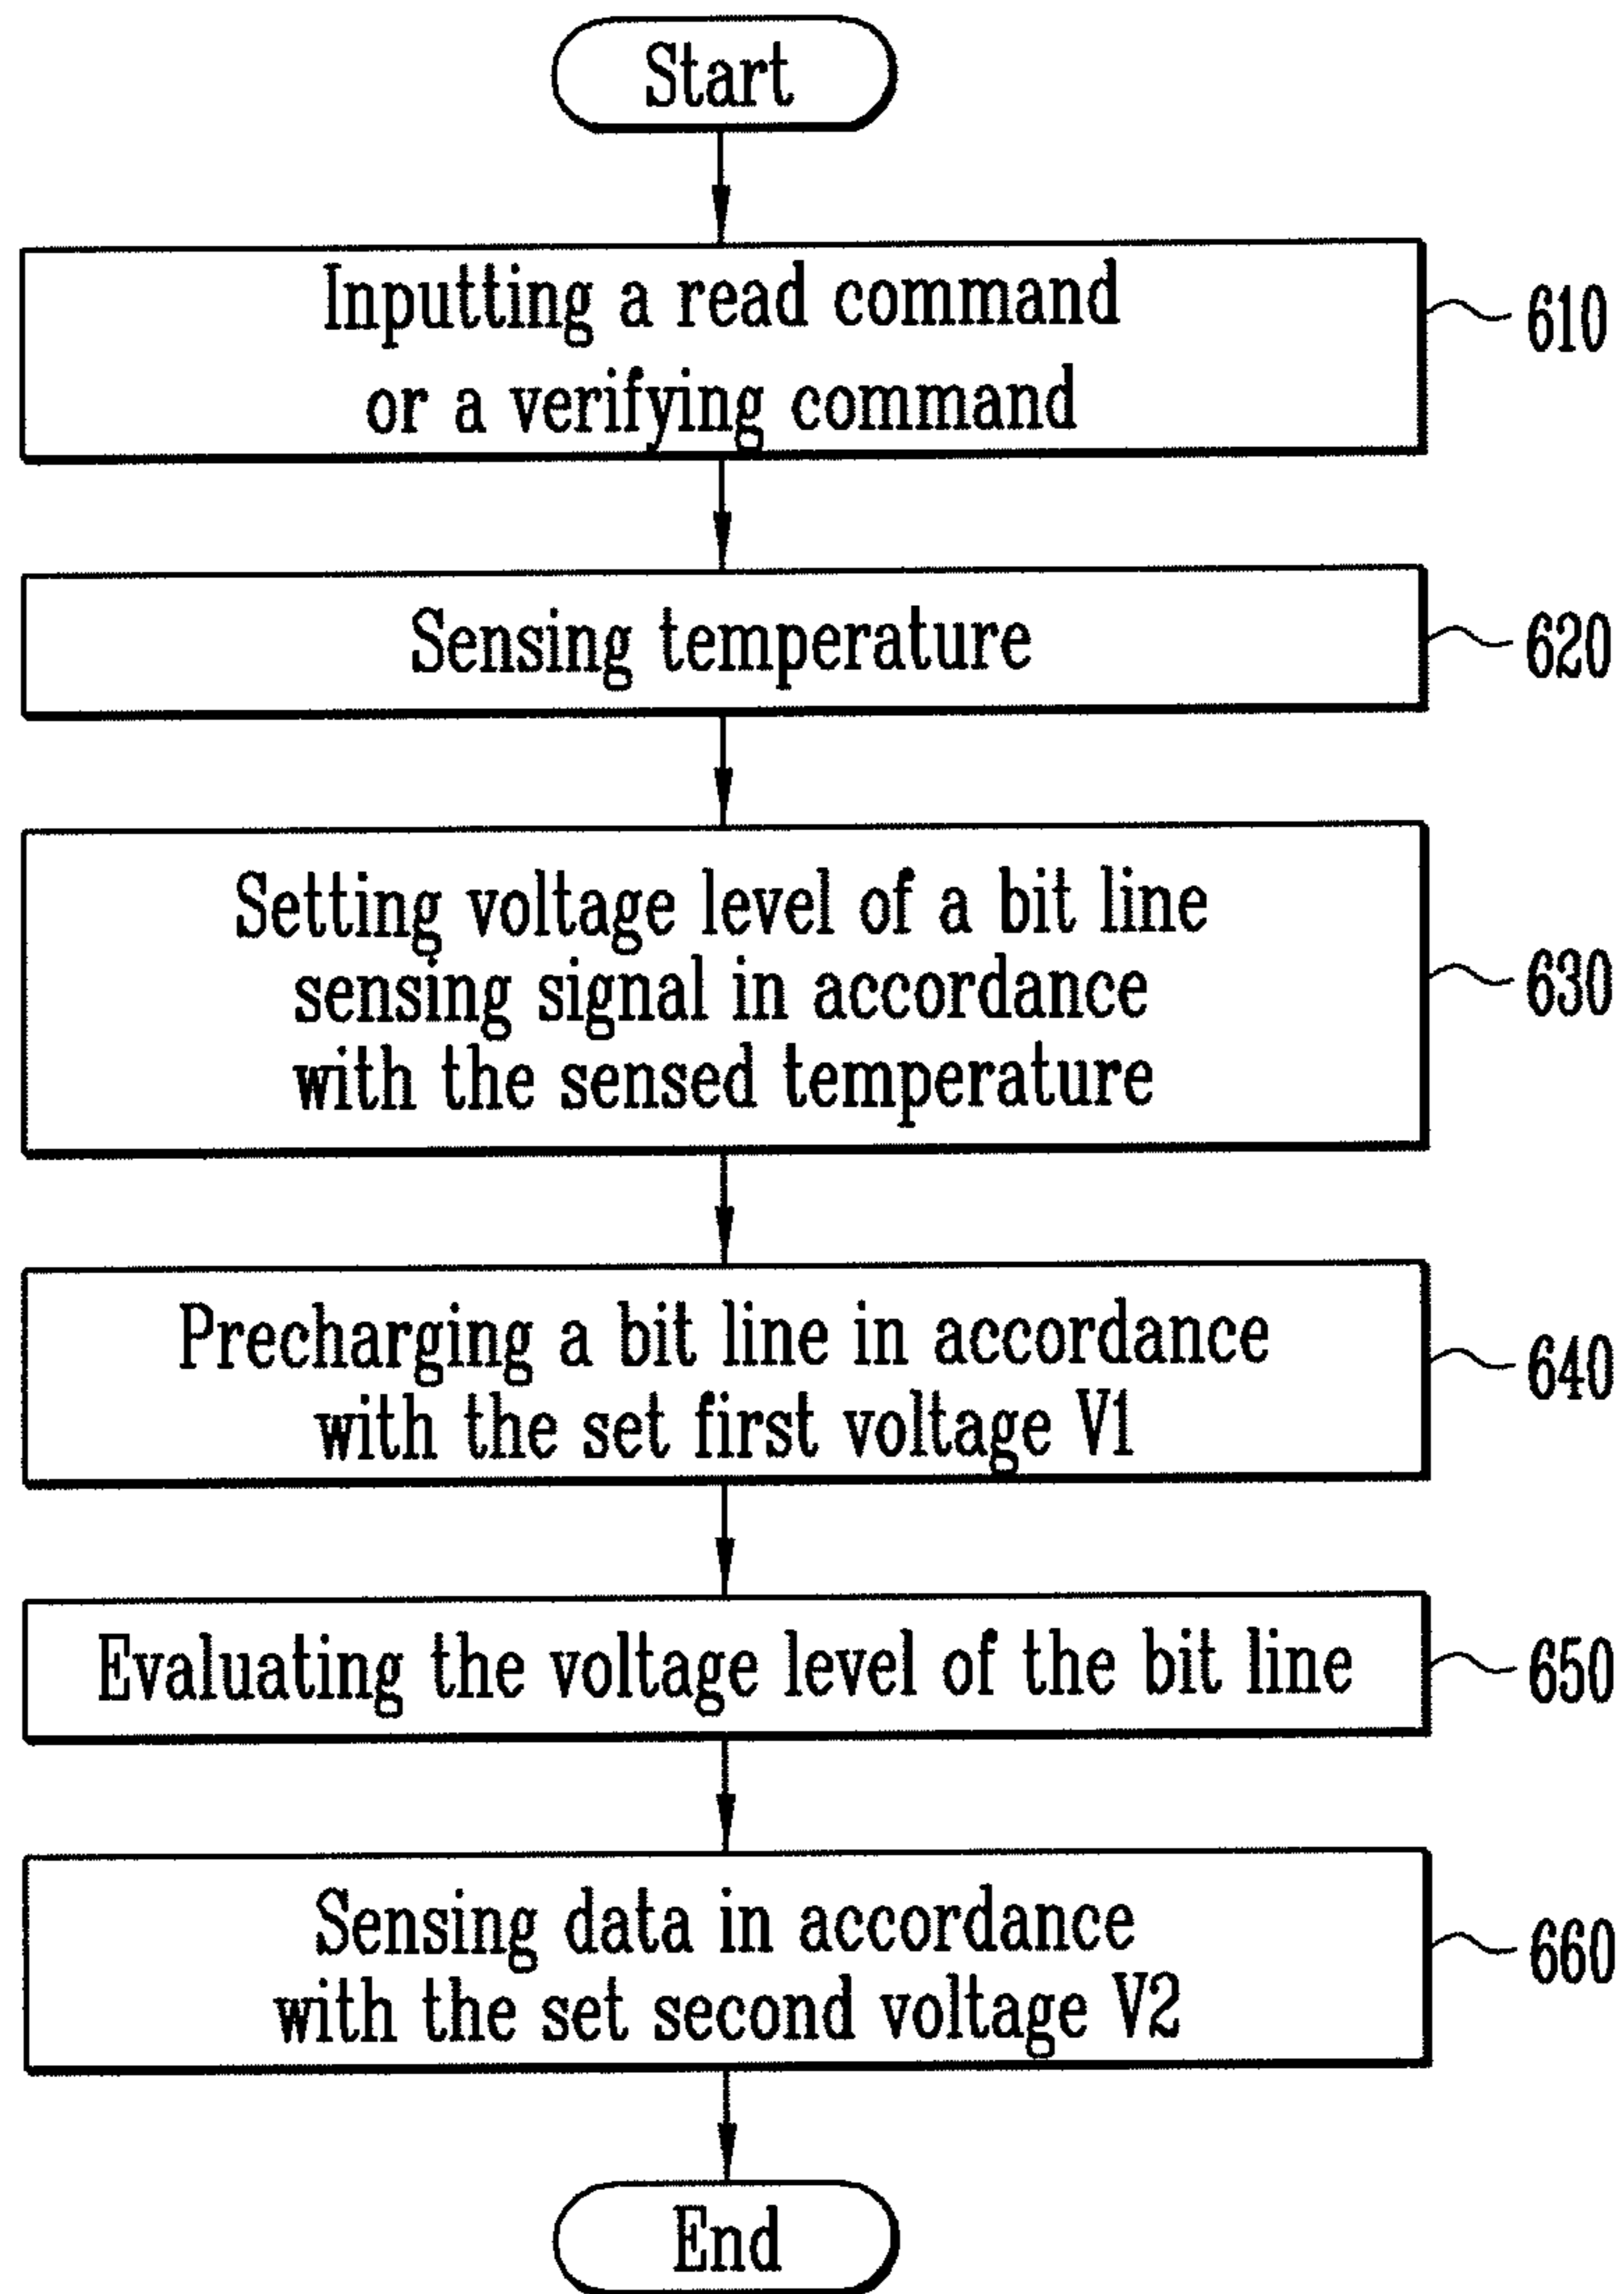 Start
Inputting a read command
or a verifying command
610
Sensing temperature
620
Setting voltage level of a bit line
sensing signal in accordance
with the sensed temperature
630
Precharging a bit line in accordance
with the set first voltage V1
640
Evaluating the voltage level of the bit line
650
Sensing data in accordance
with the set second voltage V2
660
End